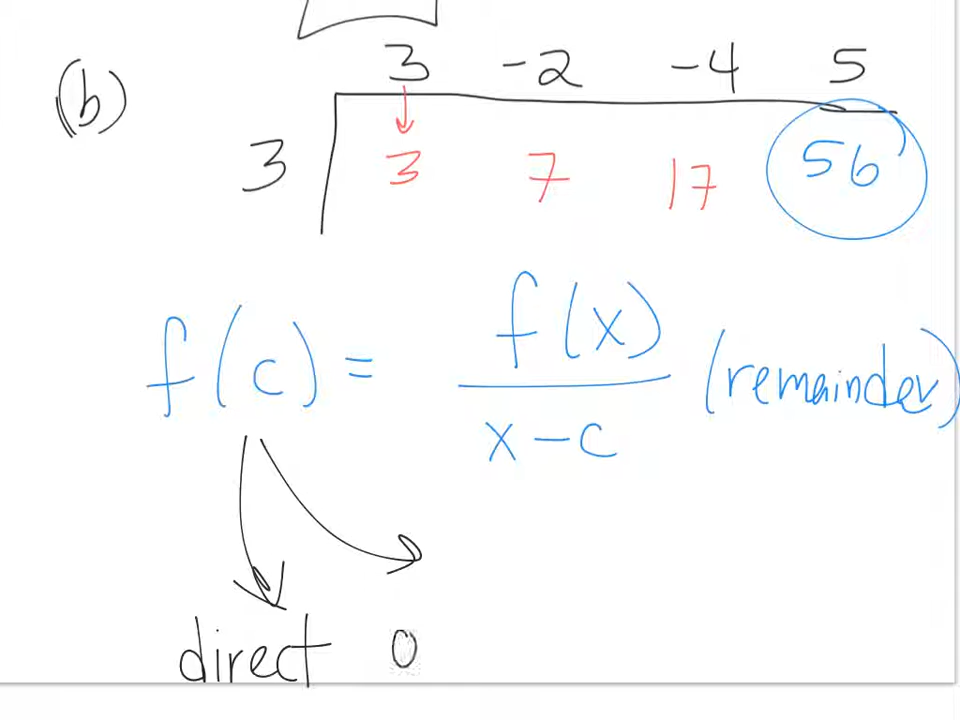 (b) 3 -2 -4 5
3 3 7 17 56
f(c) = f(x) / x-c (remainder)
direct 0